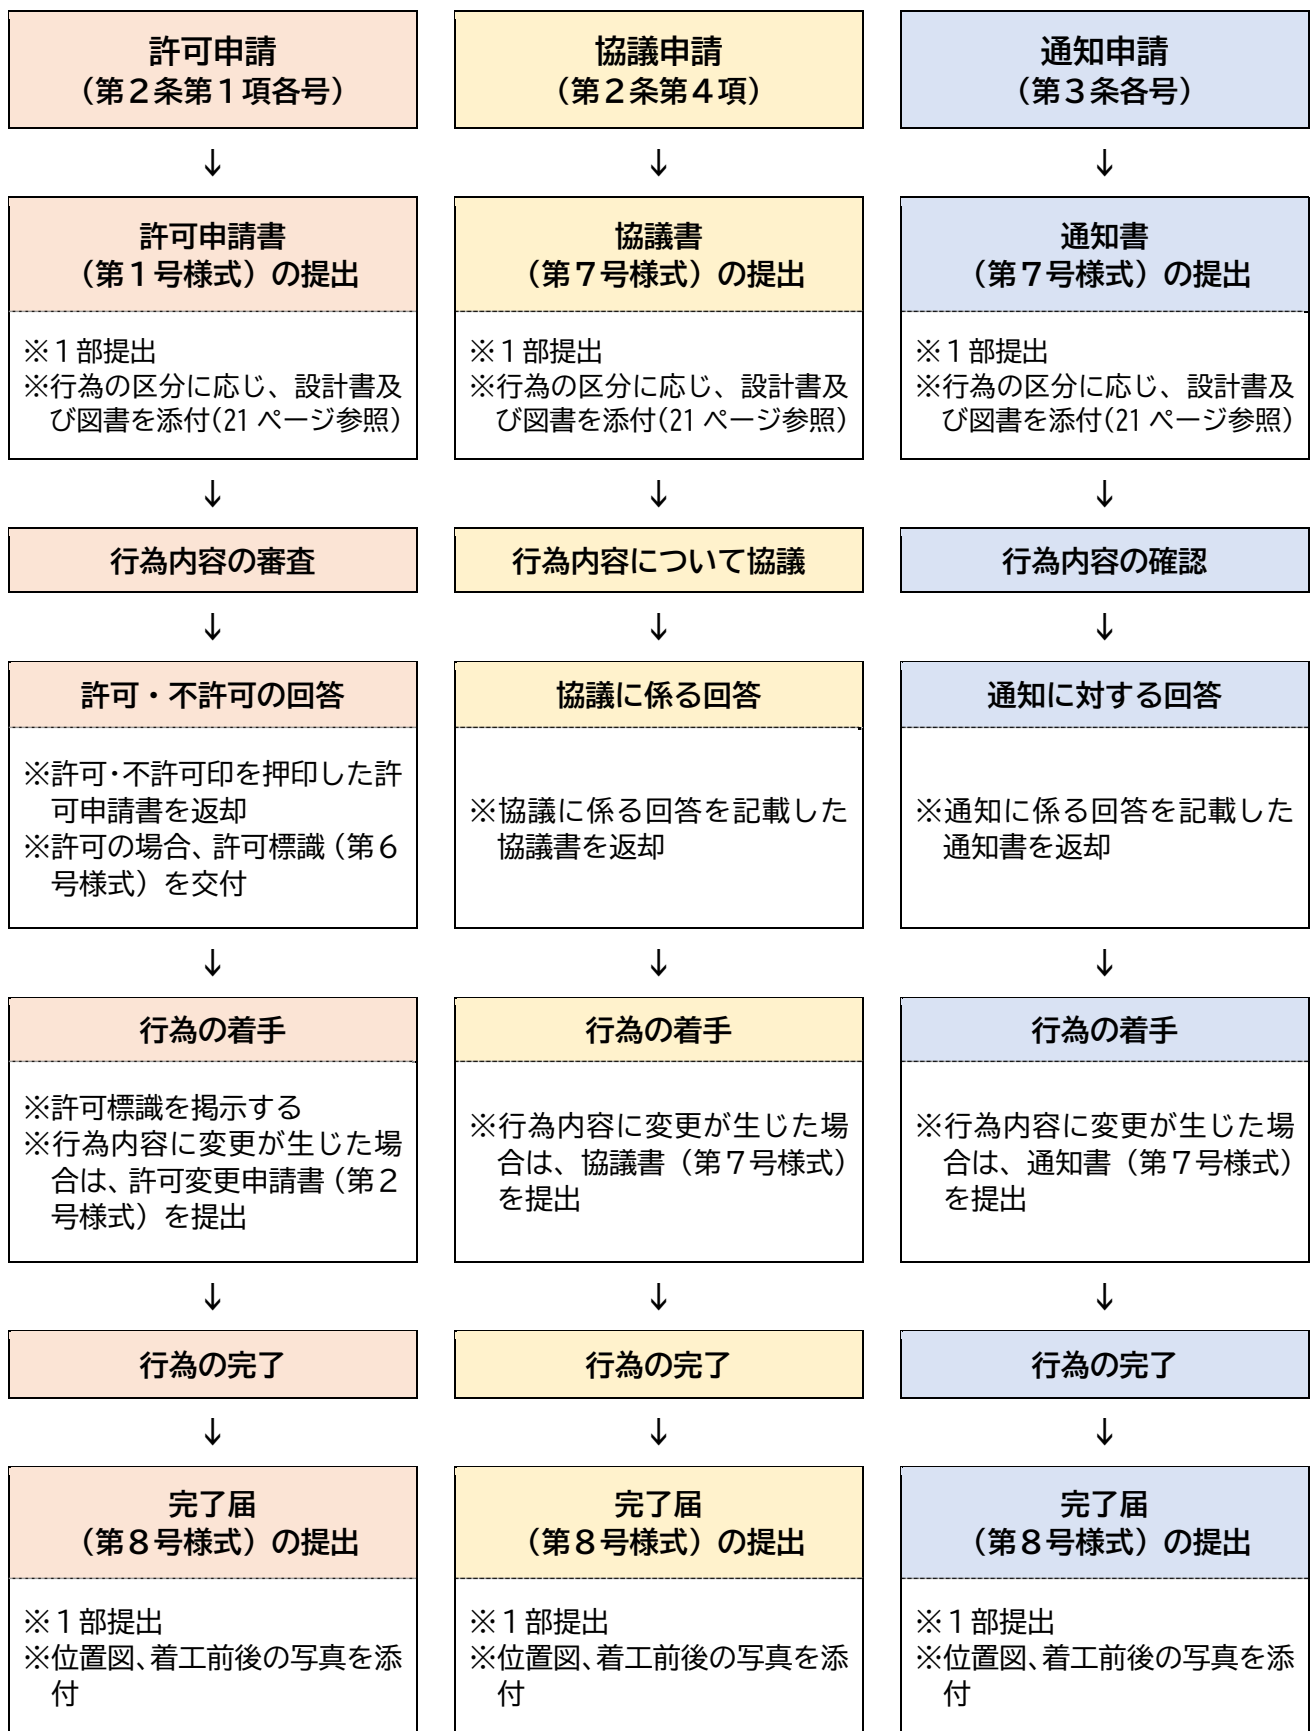 許可申請
（第２条第１項各号）
↓
許可申請書
（第１号様式）の提出
※１部提出
※行為の区分に応じ、設計書及
び図書を添付(21 ページ参照)
↓
行為内容の審査
↓
許可・不許可の回答
※許可･不許可印を押印した許
可申請書を返却
※許可の場合、許可標識（第６
号様式）を交付
↓
行為の着手
※許可標識を掲示する
※行為内容に変更が生じた場
合は、許可変更申請書（第２
号様式）を提出
↓
行為の完了
↓
完了届
（第８号様式）の提出
※１部提出
※位置図、着工前後の写真を添
付
協議申請
（第２条第４項）
↓
協議書
（第７号様式）の提出
※１部提出
※行為の区分に応じ、設計書及
び図書を添付(21 ページ参照)
↓
行為内容について協議
↓
協議に係る回答
※協議に係る回答を記載した
協議書を返却
↓
行為の着手
※行為内容に変更が生じた場
合は、協議書（第７号様式）
を提出
↓
行為の完了
↓
完了届
（第８号様式）の提出
※１部提出
※位置図、着工前後の写真を添
付
通知申請
（第３条各号）
↓
通知書
（第７号様式）の提出
※１部提出
※行為の区分に応じ、設計書及
び図書を添付(21 ページ参照)
↓
行為内容の確認
↓
通知に対する回答
※通知に係る回答を記載した
通知書を返却
↓
行為の着手
※行為内容に変更が生じた場
合は、通知書（第７号様式）
を提出
↓
行為の完了
↓
完了届
（第８号様式）の提出
※１部提出
※位置図、着工前後の写真を添
付